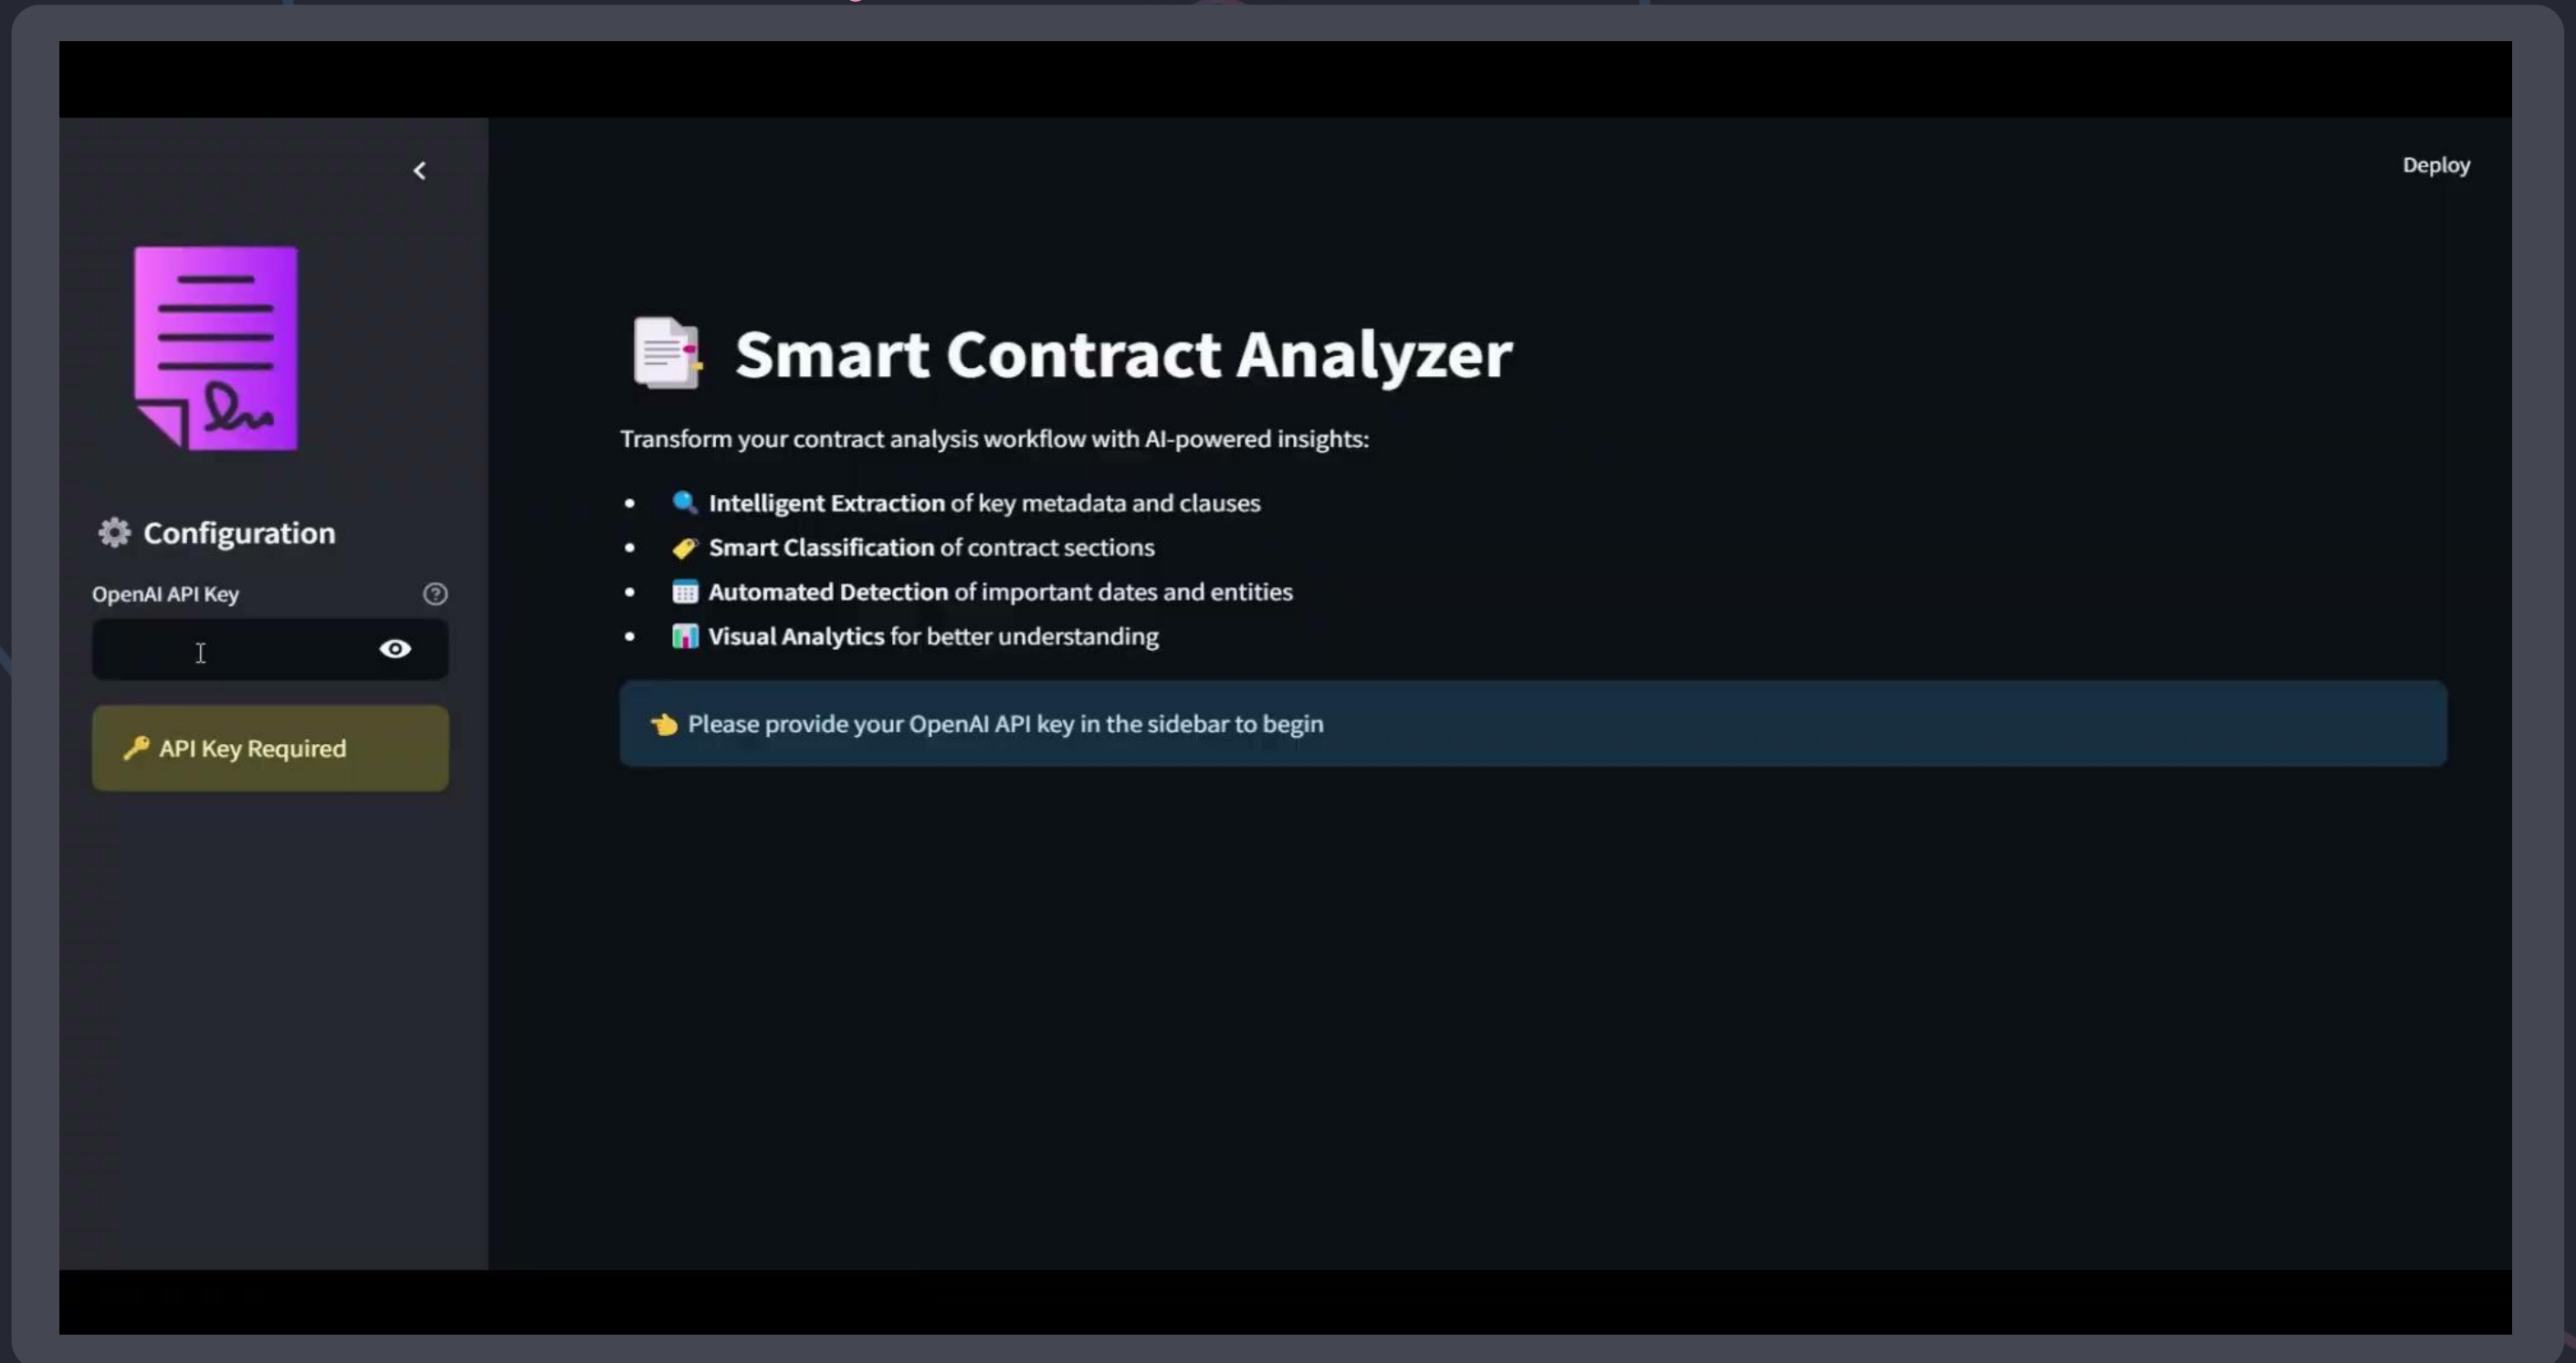 Deploy
Smart Contract Analyzer
Transform your contract analysis workflow with AI-powered insights:
Intelligent Extraction of key metadata and clauses
Smart Classification of contract sections
Automated Detection of important dates and entities
Visual Analytics for better understanding
Please provide your OpenAI API key in the sidebar to begin
Configuration
OpenAI API Key
API Key Required